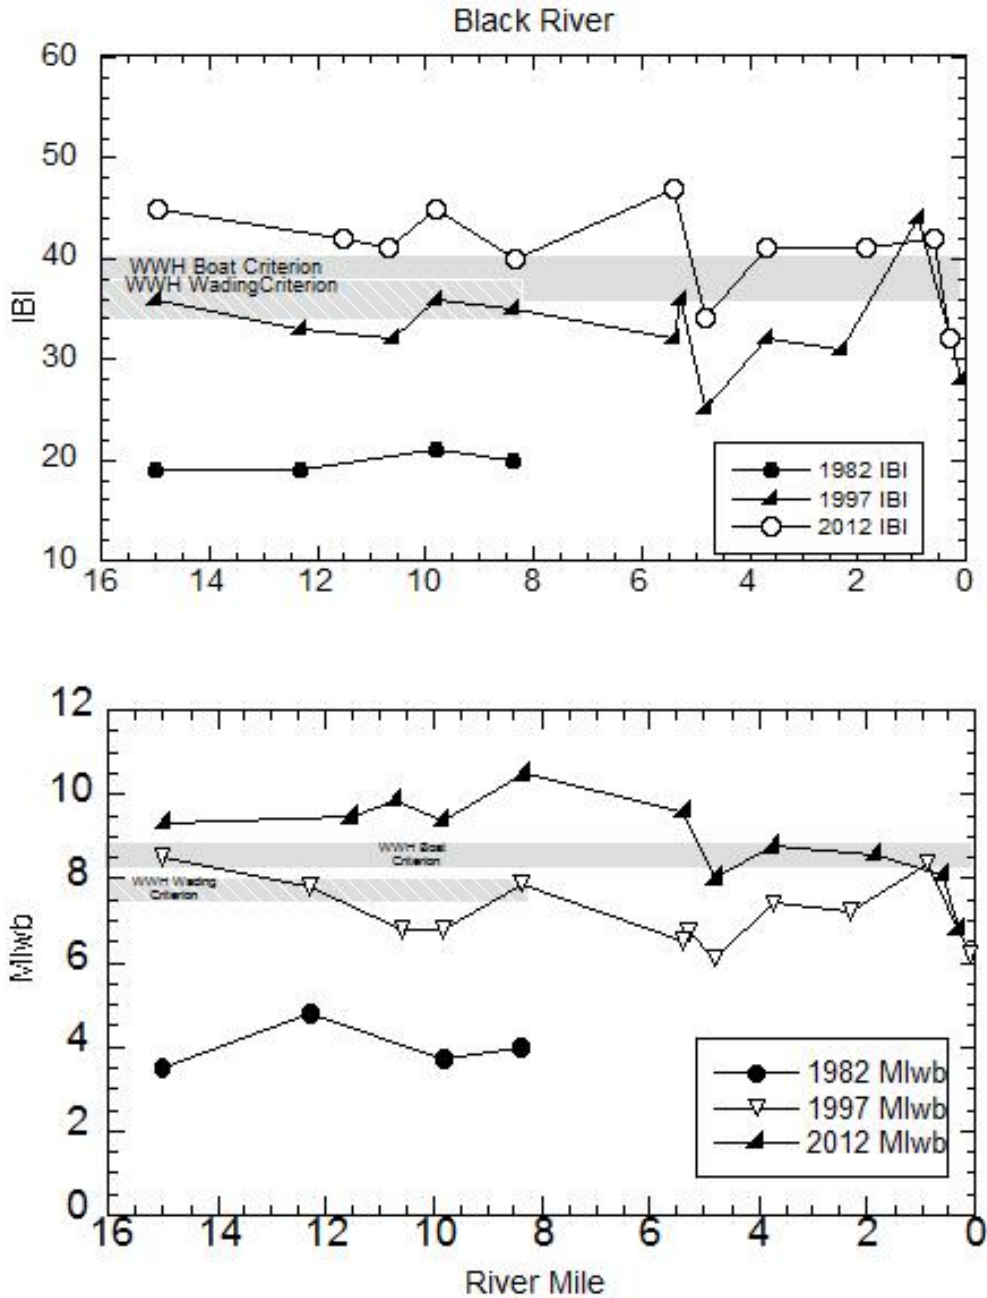 Black River
60
50
40
30
20
10
IBI
WWH Boat Criterion
WWH WadingCriterion
1982 IBI
1997 IBI
2012 IBI
16 14 12 10 8 6 4 2 0
12
10
8
6
4
2
0
MIwb
WWH Boat
Criterion
WWH Wading
Criterion
1982 MIwb
1997 MIwb
2012 MIwb
16 14 12 10 8 6 4 2 0
River Mile